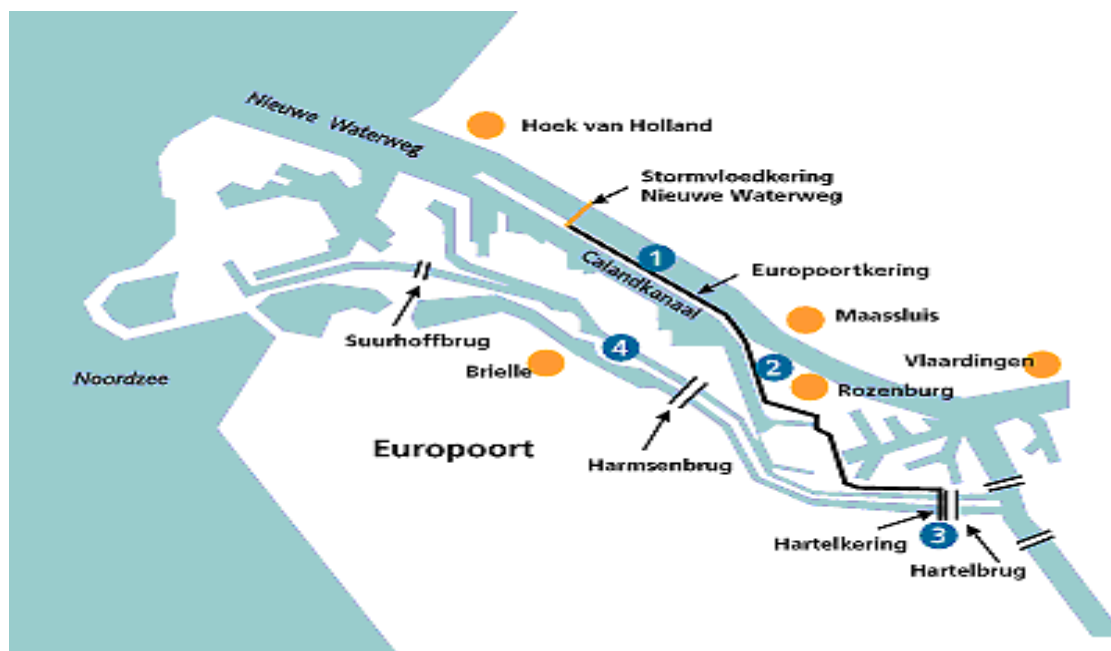 Nieuwe Waterweg
Hoek van Holland
Stormvloedkering
Nieuwe Waterweg
1
Calandkanaal
Europoortkering
Maassluis
Suurhoffbrug
4
Brielle
2
Vlaardingen
Noordzee
Rozenburg
Europoort
Harmsenbrug
Hartelkering
3
Hartelbrug